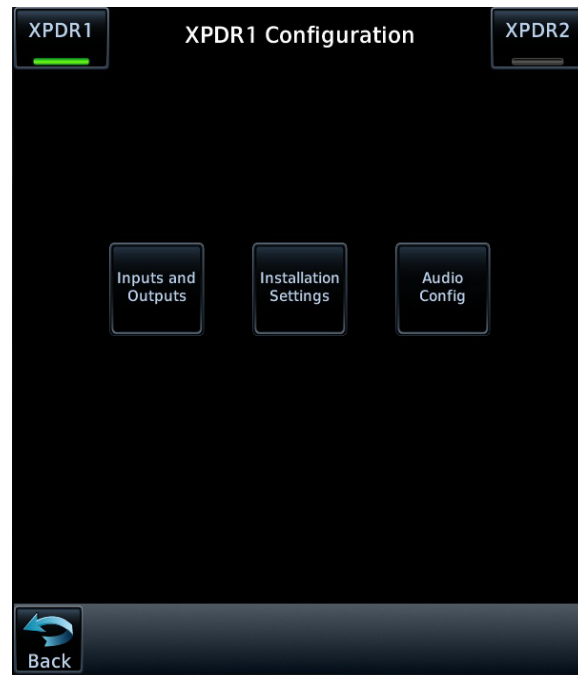 XPDR1
XPDR1 Configuration
XPDR2
Inputs and
Outputs
Installation
Settings
Audio
Config
Back